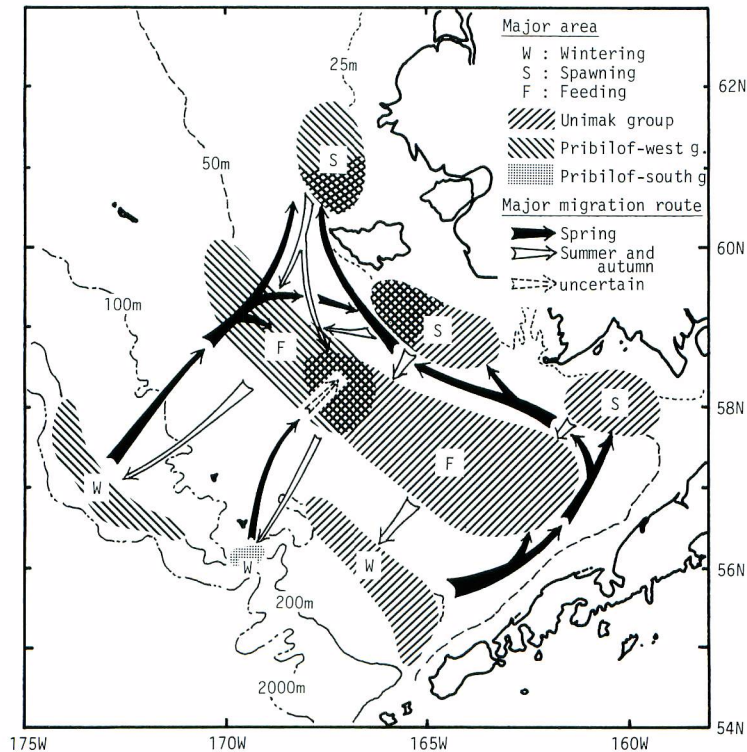 Major area
W : Wintering
S : Spawning
F : Feeding
Unimak group
Pribilof-west g.
Pribilof-south g
Major migration route
Spring
Summer and
autumn
uncertain
25m
62N
S
50m
60N
100m
S
F
58N
S
F
W
W
W
56N
200m
2000m
54N
175W
170W
165W
160W